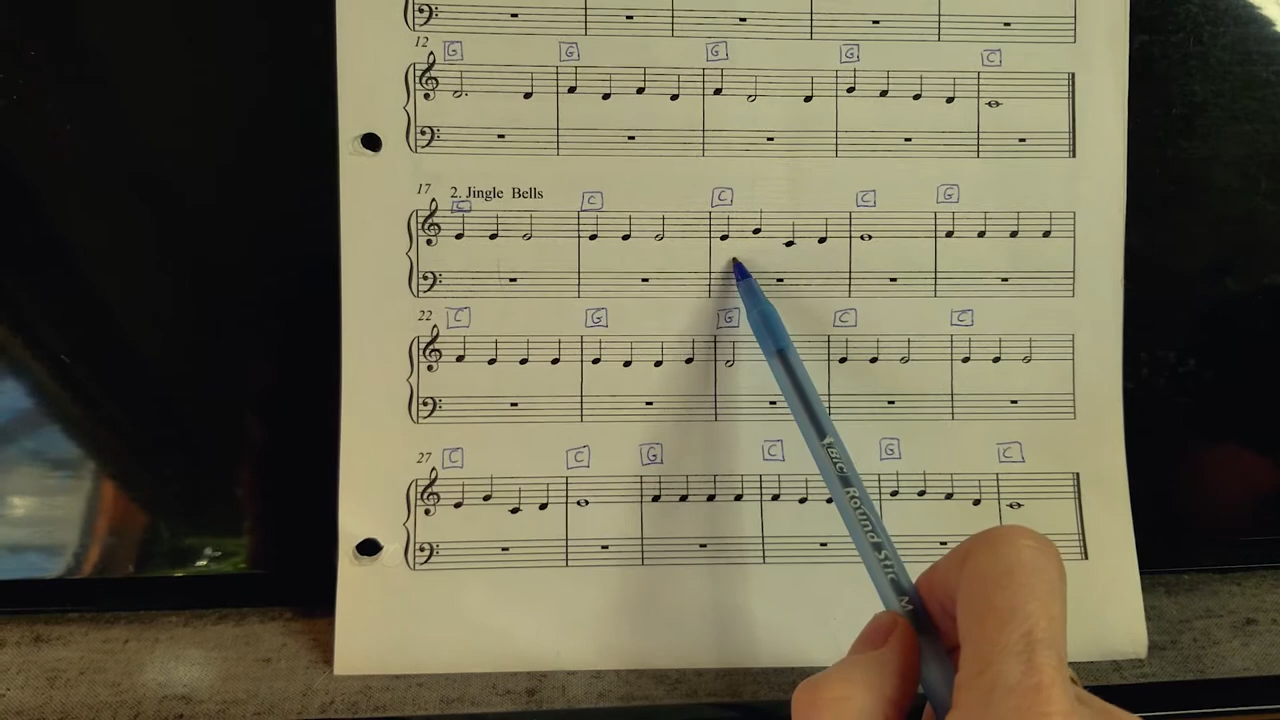 12
G G G G C
17 2. Jingle Bells
C C C C G
22
C G G C C
27
C C G C G C
BIC Round Stic M